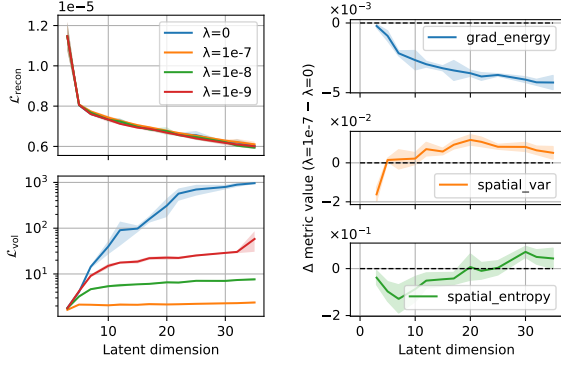 1e−5
1.2
1.0
0.8
0.6
ℒrecon
λ=0
λ=1e-7
λ=1e-8
λ=1e-9
10³
10²
10¹
ℒvol
10
20
30
Latent dimension
×10⁻³
0
−5
grad_energy
×10⁻²
0
−2
spatial_var
×10⁻¹
0
−2
spatial_entropy
Δ metric value (λ=1e-7 − λ=0)
0
10
20
30
Latent dimension